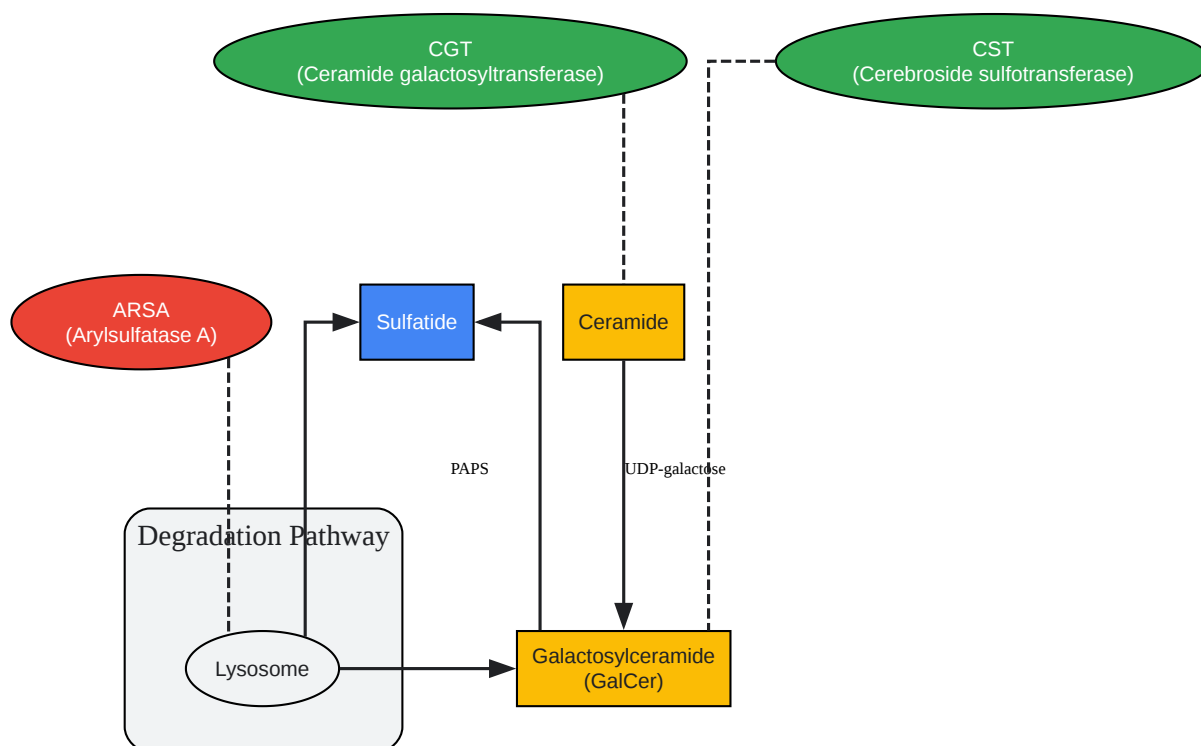 CGT
(Ceramide galactosyltransferase)
CST
(Cerebroside sulfotransferase)
ARSA
(Arylsulfatase A)
Sulfatide
Ceramide
PAPS
UDP-galactose
Degradation Pathway
Lysosome
Galactosylceramide
(GalCer)